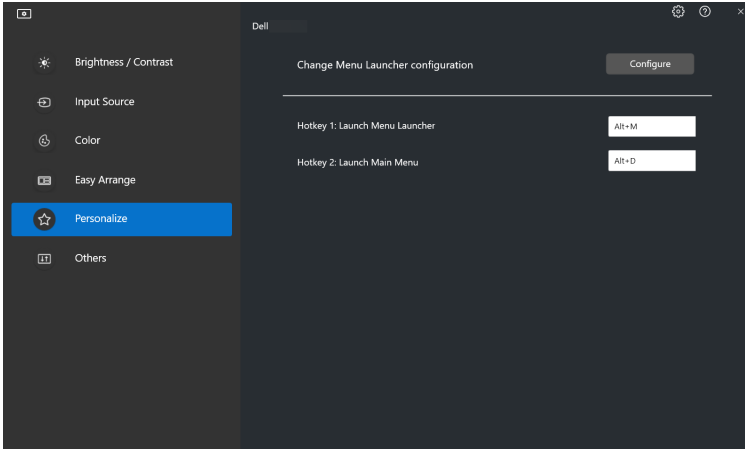 Dell
Brightness / Contrast
Input Source
Color
Easy Arrange
Personalize
Others
Change Menu Launcher configuration
Configure
Hotkey 1: Launch Menu Launcher
Alt+M
Hotkey 2: Launch Main Menu
Alt+D